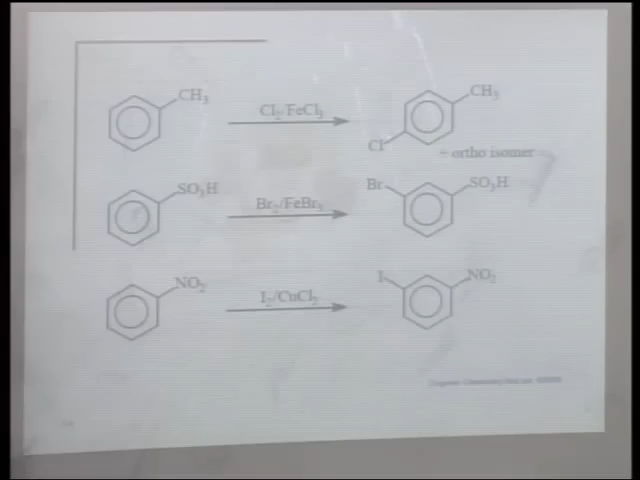 CH₃ Cl₂/FeCl₃ CH₃
Cl
+ ortho isomer
SO₃H Br₂/FeBr₃ Br SO₃H
NO₂ I₂/CuCl₂ I NO₂